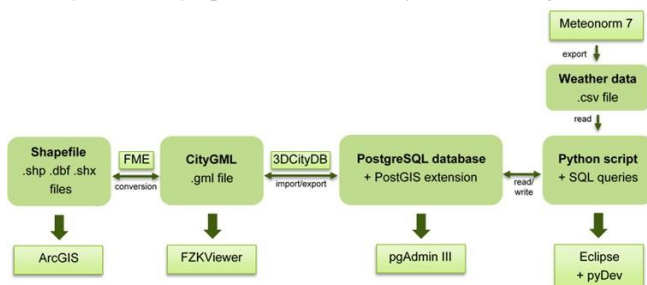 Meteonorm 7
export
Weather data
.csv file
read
Shapefile
.shp .dbf .shx
files
FME
conversion
CityGML
.gml file
3DCityDB
import/export
PostgreSQL database
+ PostGIS extension
read/
write
Python script
+ SQL queries
ArcGIS
FZKViewer
pgAdmin III
Eclipse
+ pyDev